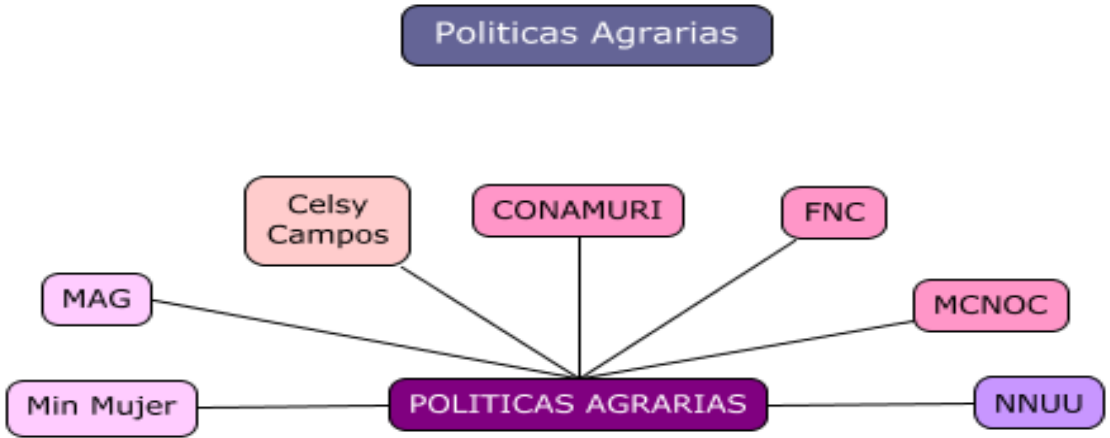 Politicas Agrarias
Celsy
Campos
CONAMURI
FNC
MAG
MCNOC
Min Mujer
POLITICAS AGRARIAS
NNUU